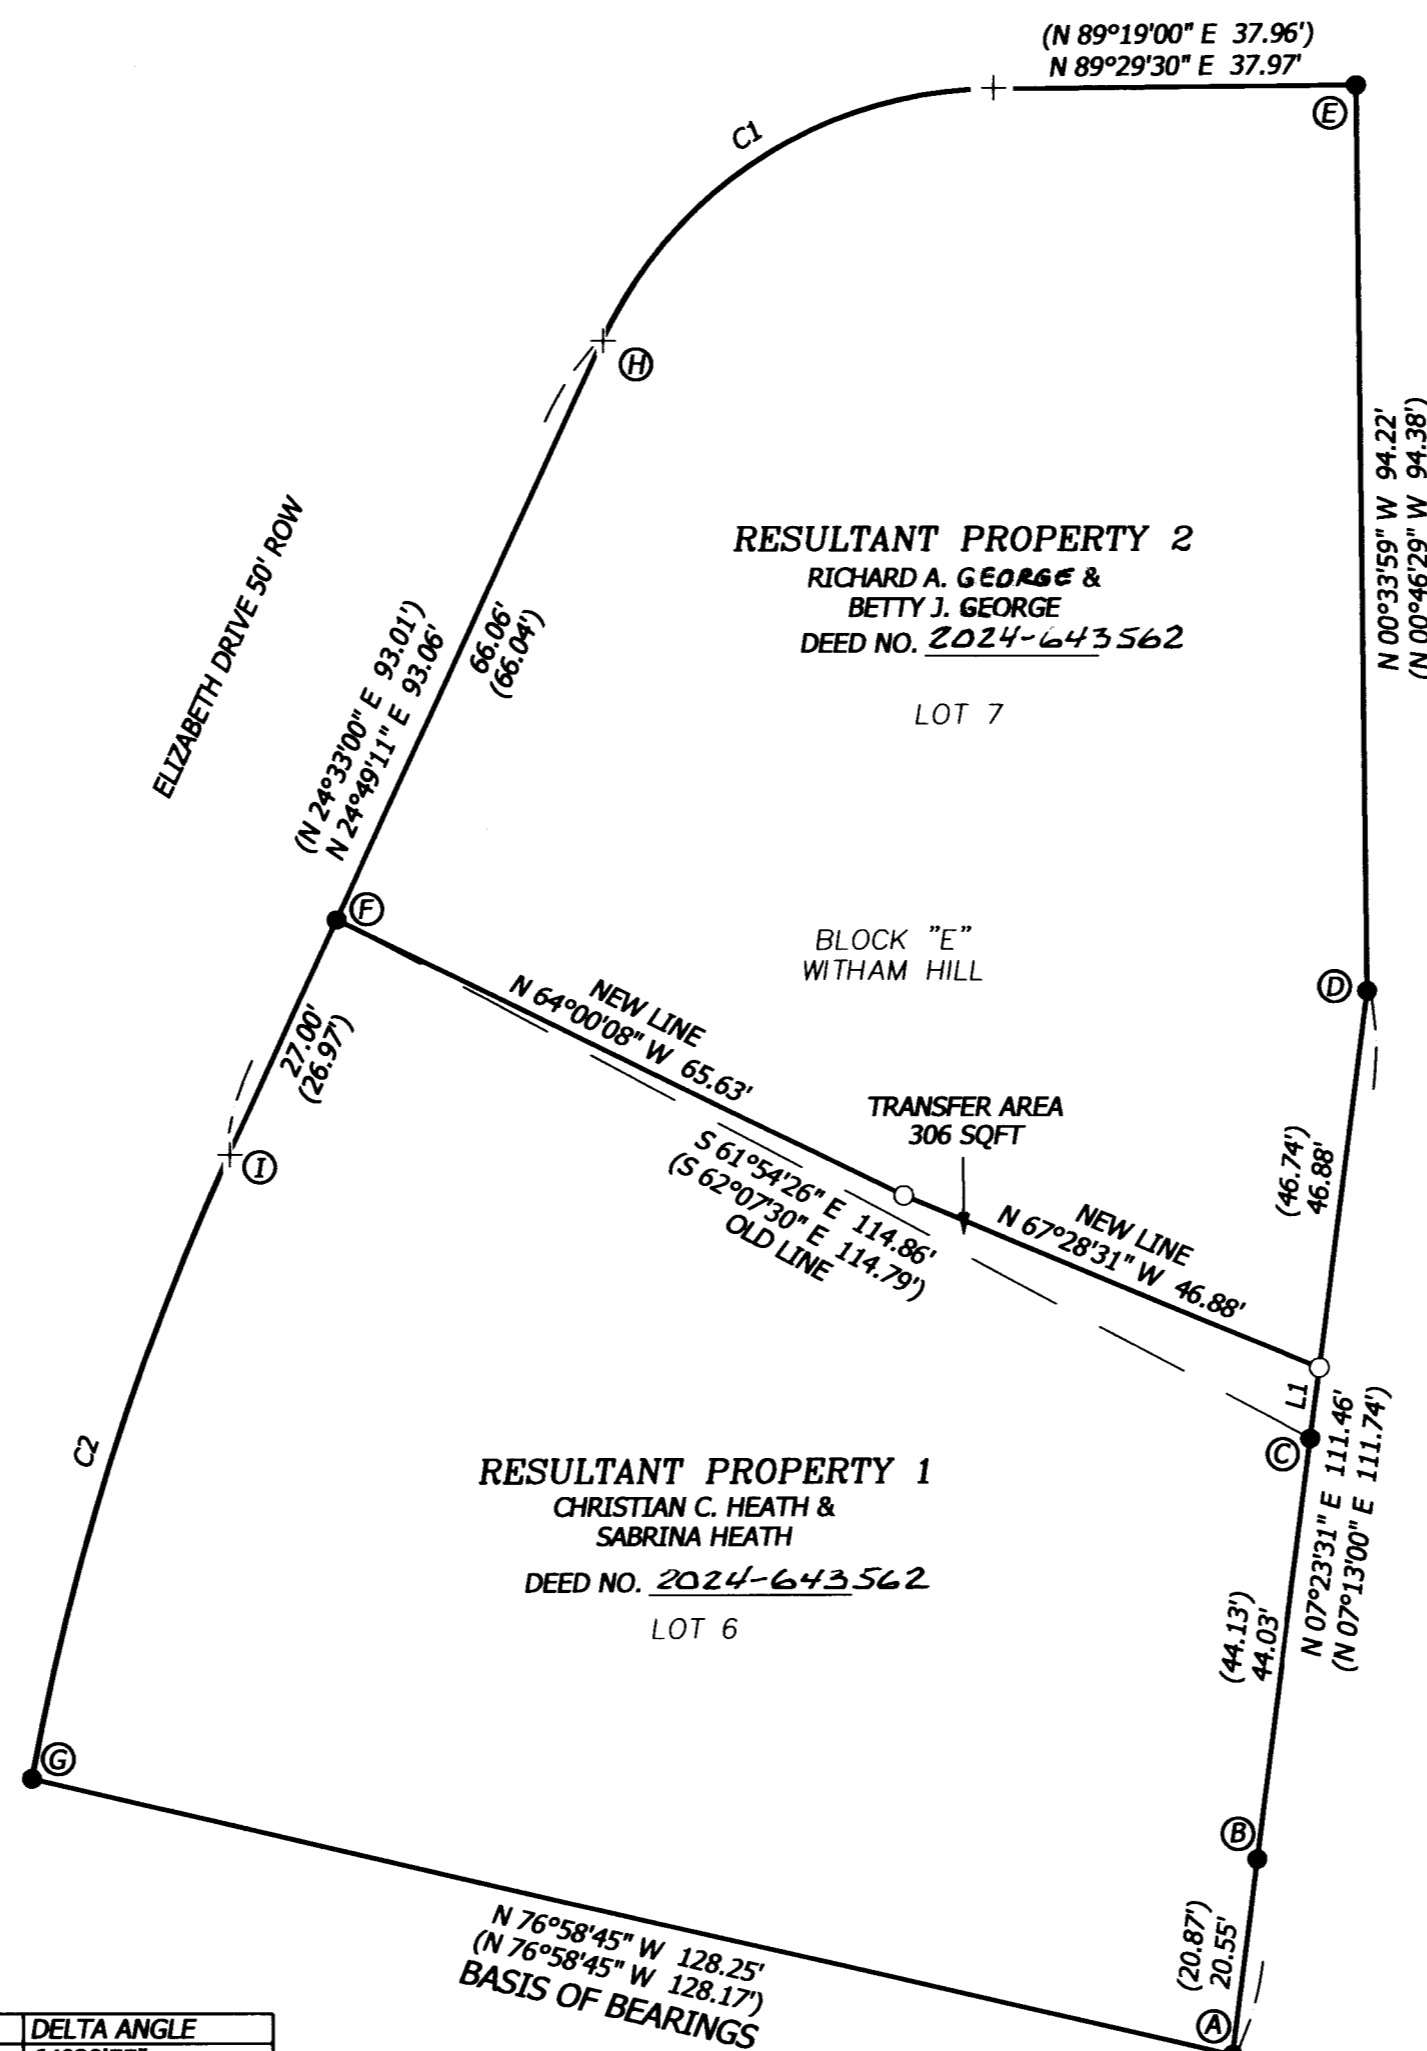 (N 89°19'00" E 37.96')
N 89°29'30" E 37.97'
E
C1
H
N 00°33'59" W 94.22'
(N 00°46'29" W 94.38')
RESULTANT PROPERTY 2
RICHARD A. GEORGE &
BETTY J. GEORGE
DEED NO. 2024-643562
LOT 7
ELIZABETH DRIVE 50' ROW
(N 24°33'00" E 93.01')
N 24°49'11" E 93.06'
66.06'
(66.04')
F
BLOCK "E"
WITHAM HILL
D
NEW LINE
N 64°00'08" W 65.63'
27.00'
(26.97')
I
TRANSFER AREA
306 SQFT
S 61°54'26" E 114.86'
(S 62°07'30" E 114.79')
OLD LINE
NEW LINE
N 67°28'31" W 46.88'
(46.74')
46.88'
L1
C
N 07°23'31" E 111.46'
(N 07°13'00" E 111.74')
C2
RESULTANT PROPERTY 1
CHRISTIAN C. HEATH &
SABRINA HEATH
DEED NO. 2024-643562
LOT 6
(44.13')
44.03'
G
B
N 76°58'45" W 128.25'
(N 76°58'45" W 128.17')
BASIS OF BEARINGS
(20.87')
20.55'
A
DELTA ANGLE